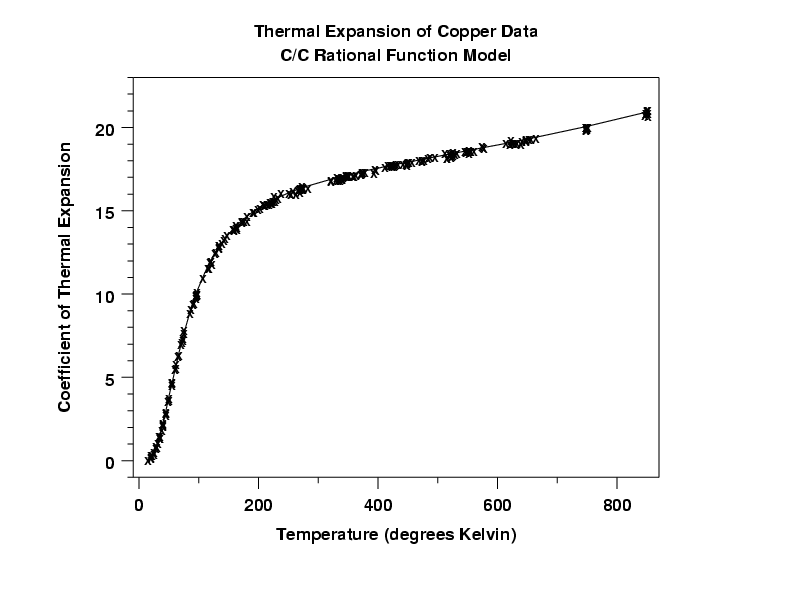 Thermal Expansion of Copper Data
C/C Rational Function Model
Coefficient of Thermal Expansion
20
15
10
5
0
0 200 400 600 800
Temperature (degrees Kelvin)